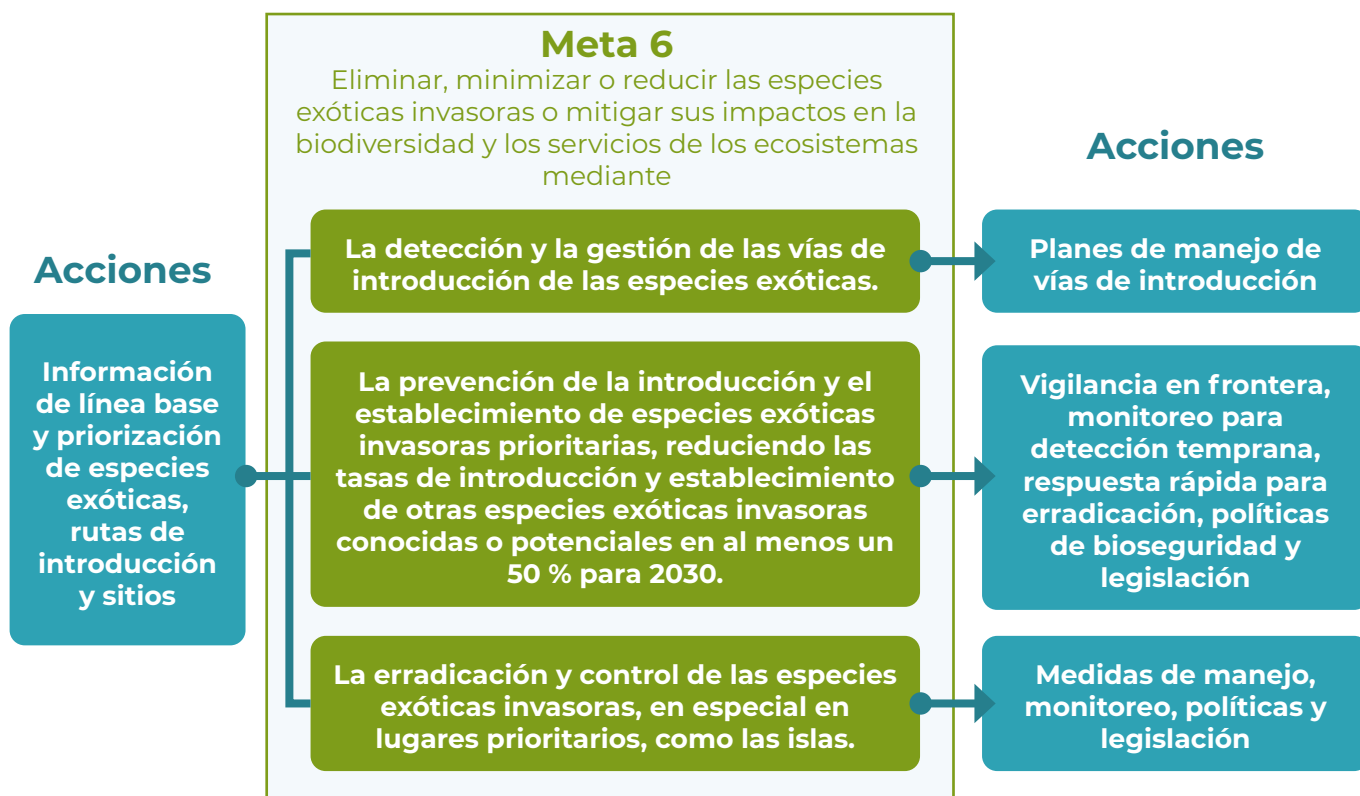 Meta 6
Eliminar, minimizar o reducir las especies
exóticas invasoras o mitigar sus impactos en la
biodiversidad y los servicios de los ecosistemas
mediante
Acciones
Información
de línea base
y priorización
de especies
exóticas,
rutas de
introducción
y sitios
La detección y la gestión de las vías de
introducción de las especies exóticas.
La prevención de la introducción y el
establecimiento de especies exóticas
invasoras prioritarias, reduciendo las
tasas de introducción y establecimiento
de otras especies exóticas invasoras
conocidas o potenciales en al menos un
50 % para 2030.
La erradicación y control de las especies
exóticas invasoras, en especial en
lugares prioritarios, como las islas.
Acciones
Planes de manejo de
vías de introducción
Vigilancia en frontera,
monitoreo para
detección temprana,
respuesta rápida para
erradicación, políticas
de bioseguridad y
legislación
Medidas de manejo,
monitoreo, políticas y
legislación